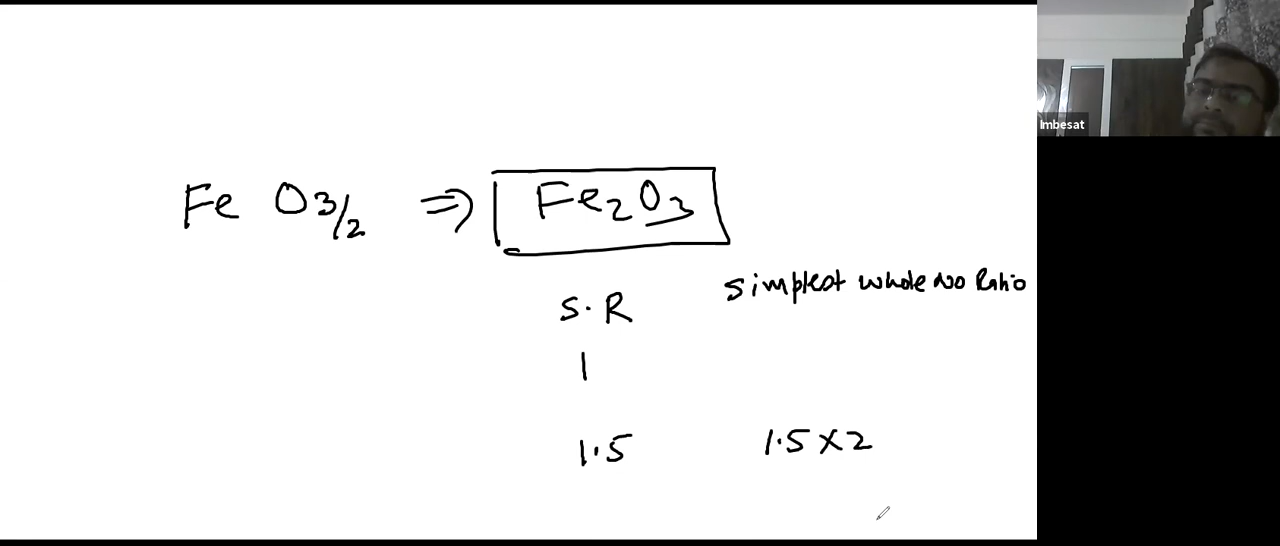 Imbesat
Fe O3/2 ⇒ Fe2O3
simplest whole No Ratio
S.R
1
1.5 1.5 X 2